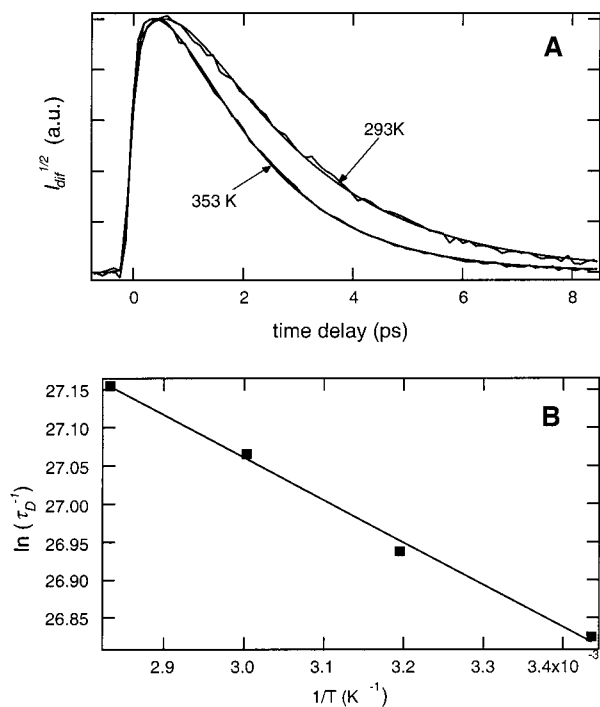 A
I_dif^1/2 (a.u.)
293K
353 K
0 2 4 6 8
time delay (ps)
B
ln (τ_D^-1)
27.15
27.10
27.05
27.00
26.95
26.90
26.85
2.9 3.0 3.1 3.2 3.3 3.4x10^-3
1/T (K^-1)